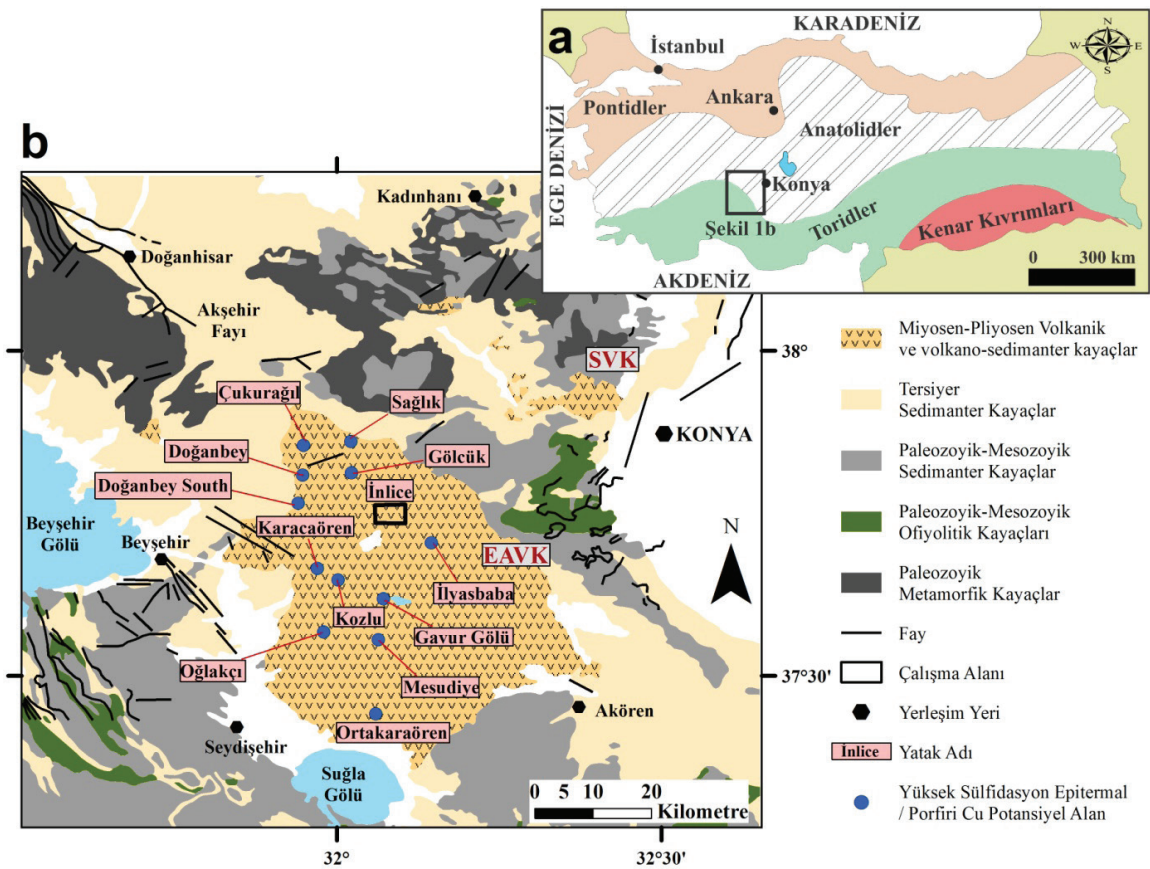 a
KARADENİZ
İstanbul
N
W
E
S
Pontidler
Ankara
Anatolidler
EGE DENİZİ
Konya
Şekil 1b
Toridler
Kenar Kıvrımları
AKDENİZ
0 300 km
b
Kadınhanı
Doğanhisar
Akşehir
Fayı
SVK
38°
Çukurağıl
Sağlık
KONYA
Doğanbey
Gölcük
Doğanbey South
İnlice
Beyşehir
Gölü
Beyşehir
Karacaören
N
EAVK
İlyasbaba
Kozlu
Gavur Gölü
Oğlakçı
Mesudiye
37°30'
Akören
Ortakaraören
Seydişehir
Suğla
Gölü
0 5 10 20
Kilometre
32°
32°30'
Miyosen-Pliyosen Volkanik
ve volkano-sedimanter kayaçlar
Tersiyer
Sedimanter Kayaçlar
Paleozoyik-Mesozoyik
Sedimanter Kayaçlar
Paleozoyik-Mesozoyik
Ofiyolitik Kayaçları
Paleozoyik
Metamorfik Kayaçlar
Fay
Çalışma Alanı
Yerleşim Yeri
İnlice
Yatak Adı
Yüksek Sülfidasyon Epitermal
/ Porfiri Cu Potansiyel Alan